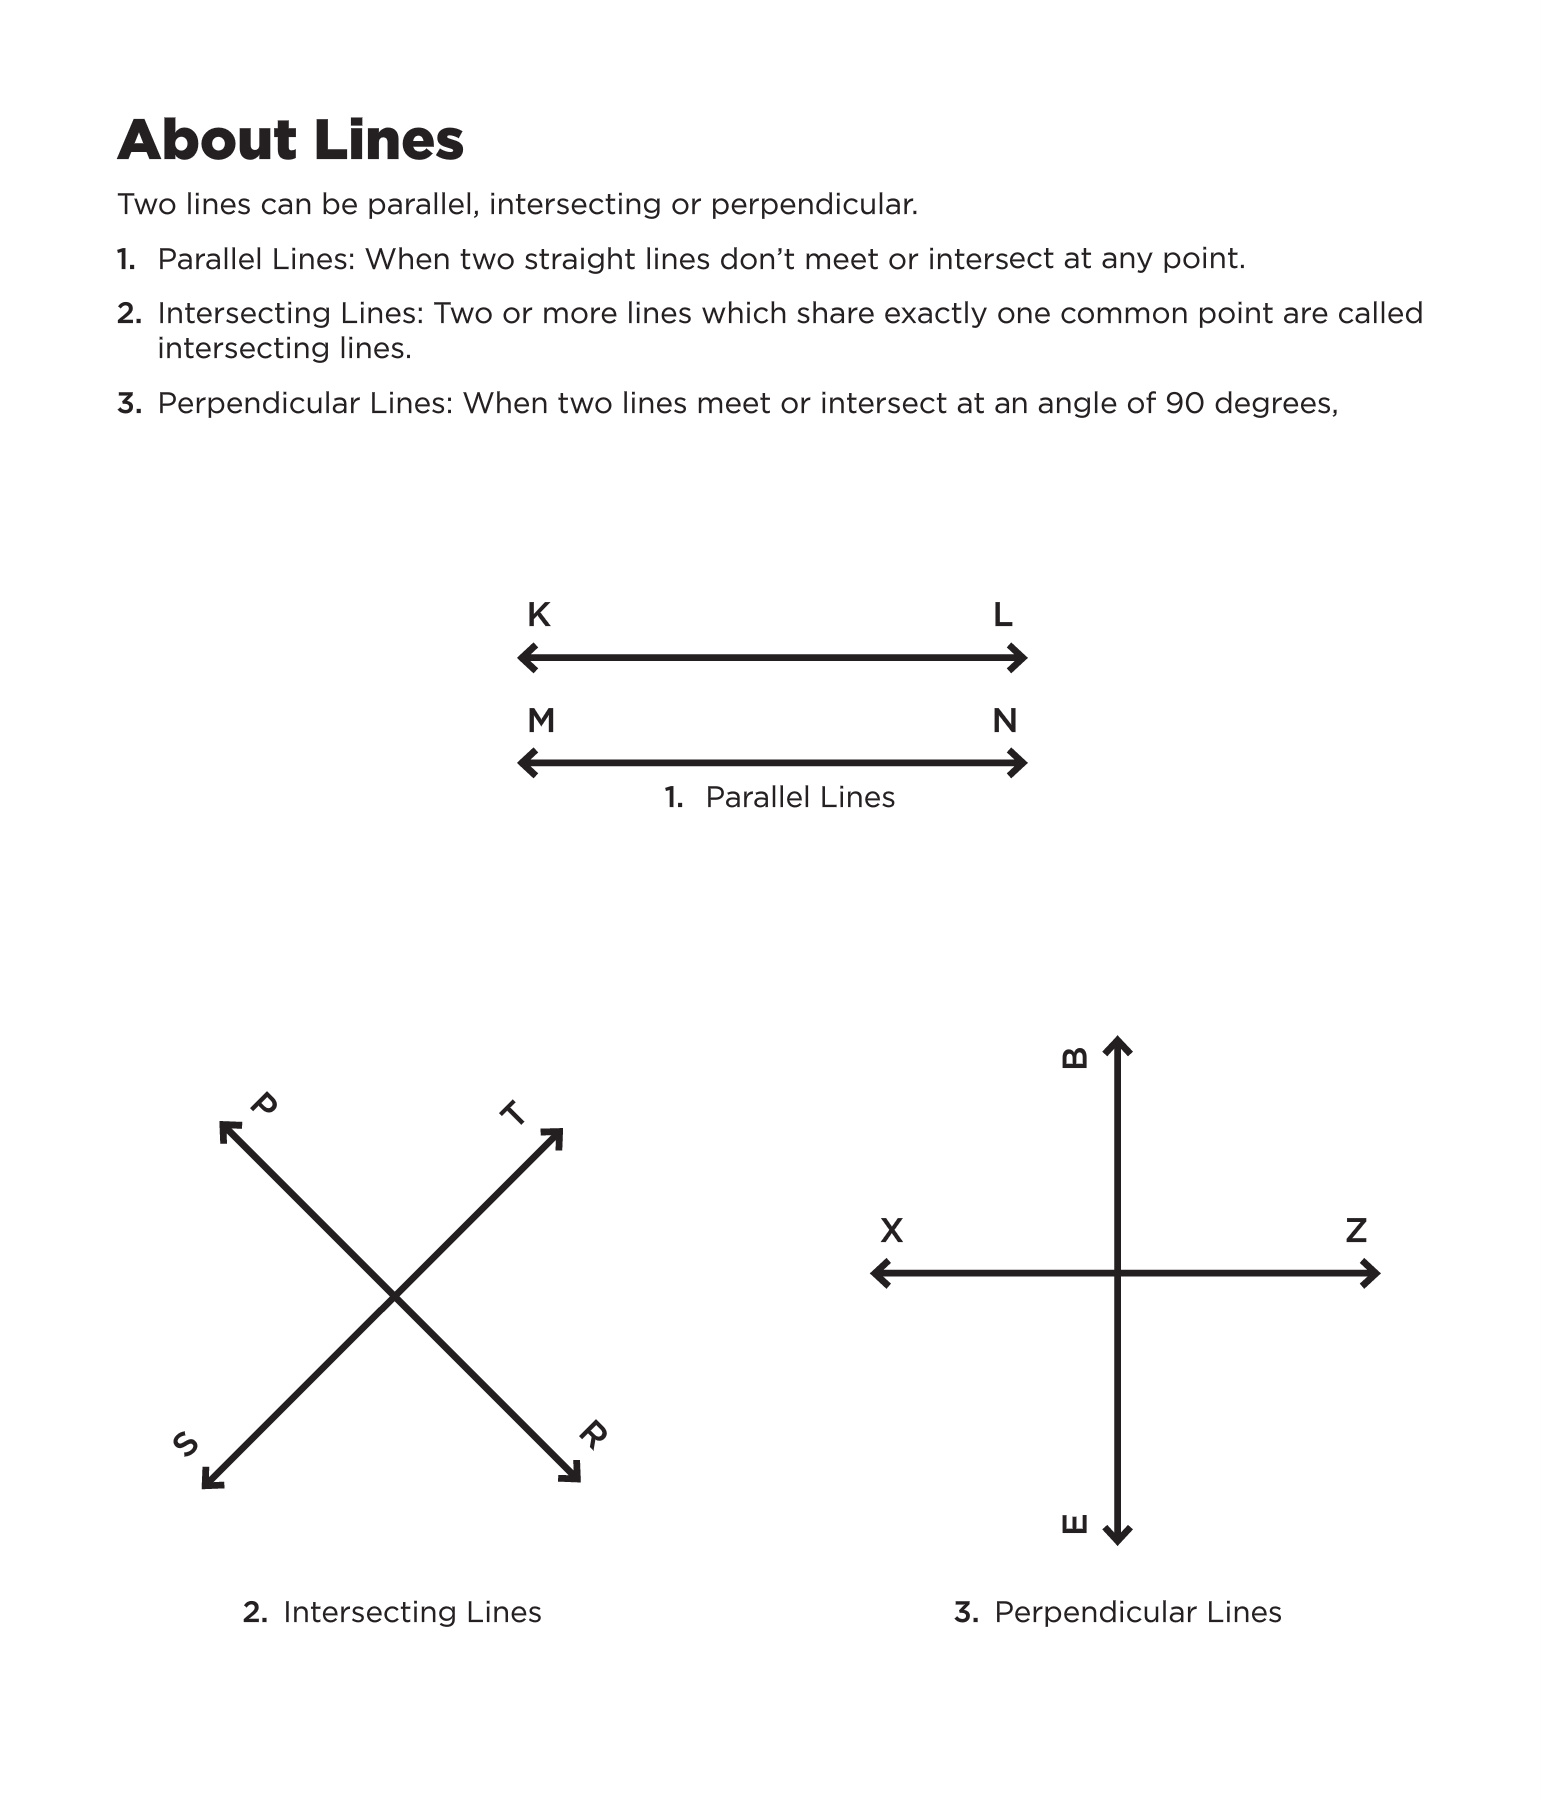 About Lines
Two lines can be parallel, intersecting or perpendicular.
1. Parallel Lines: When two straight lines don’t meet or intersect at any point.
2. Intersecting Lines: Two or more lines which share exactly one common point are called
intersecting lines.
3. Perpendicular Lines: When two lines meet or intersect at an angle of 90 degrees,
K L
M N
1. Parallel Lines
P T
S R
2. Intersecting Lines
B
X Z
E
3. Perpendicular Lines